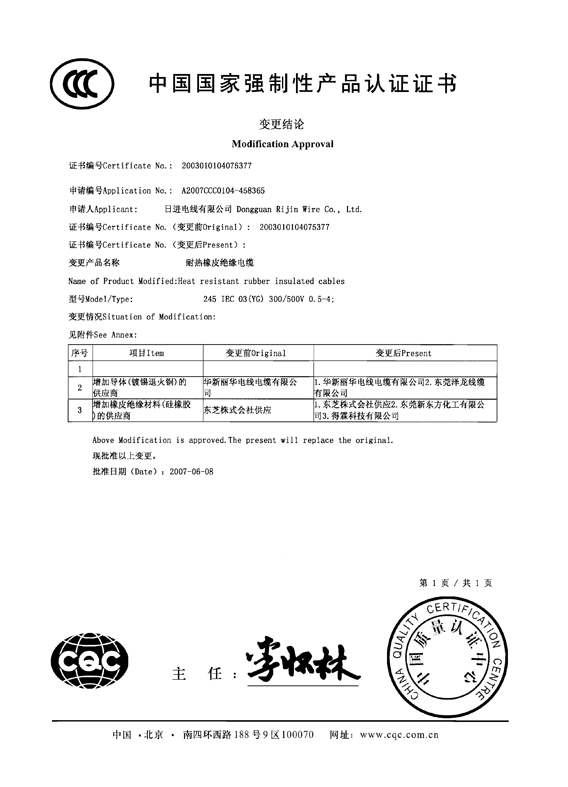 CCC
中国国家强制性产品认证证书
变更结论
Modification Approval
证书编号Certificate No.: 2003010104075377
申请编号Application No.: A2007CCC0104-458365
申请人Applicant: 日进电线有限公司 Dongguan Rijin Wire Co., Ltd.
证书编号Certificate No.(变更前Original): 2003010104075377
证书编号Certificate No.(变更后Present):
变更产品名称 耐热橡皮绝缘电缆
Name of Product Modified:Heat resistant rubber insulated cables
型号Model/Type: 245 IEC 03(YG) 300/500V 0.5-4;
变更情况Situation of Modification:
见附件See Annex:
序号 项目Item 变更前Original 变更后Present
1
2 增加导体(镀锡退火铜)的供应商 华新丽华电线电缆有限公司 1.华新丽华电线电缆有限公司2.东莞泽龙线缆有限公司
3 增加橡皮绝缘材料(硅橡胶)的供应商 东芝株式会社供应 1.东芝株式会社供应2.东莞新东方化工有限公司3.得霖科技有限公司
Above Modification is approved.The present will replace the original.
现批准以上变更。
批准日期(Date): 2007-06-08
第 1 页 / 共 1 页
CQC
主 任: 李怀林
CHINA QUALITY CERTIFICATION CENTRE
中国质量认证中心
中国·北京· 南四环西路188号9区100070 网址: www.cqc.com.cn